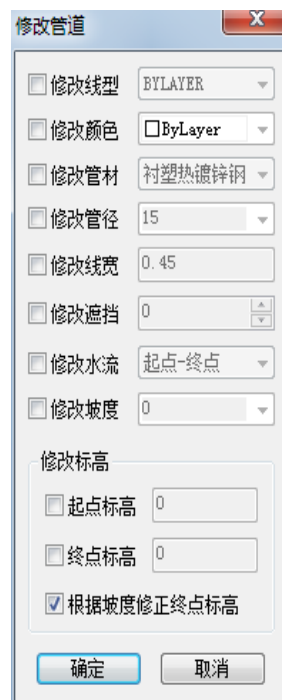 修改管道
修改线型 BYLAYER
修改颜色 ByLayer
修改管材 衬塑热镀锌钢
修改管径 15
修改线宽 0.45
修改遮挡 0
修改水流 起点-终点
修改坡度 0
修改标高
起点标高 0
终点标高 0
根据坡度修正终点标高
确定 取消